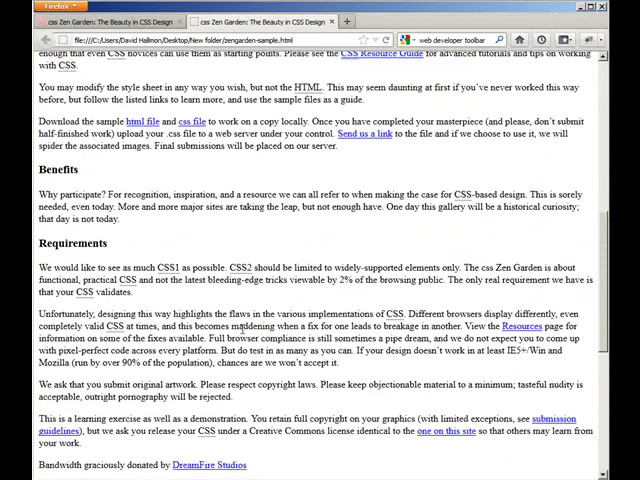 Firefox
css Zen Garden: The Beauty in CSS Design
css Zen Garden: The Beauty in CSS Design
file:///C:/Users/David Hallmon/Desktop/New folder/zengarden-sample.html
web developer toolbar
enough that even CSS novices can use them as starting points. Please see the CSS Resource Guide for advanced tutorials and tips on working
with CSS.
You may modify the style sheet in any way you wish, but not the HTML. This may seem daunting at first if you've never worked this way
before, but follow the listed links to learn more, and use the sample files as a guide.
Download the sample html file and css file to work on a copy locally. Once you have completed your masterpiece (and please, don't submit
half-finished work) upload your .css file to a web server under your control. Send us a link to the file and if we choose to use it, we will
spider the associated images. Final submissions will be placed on our server.
Benefits
Why participate? For recognition, inspiration, and a resource we can all refer to when making the case for CSS-based design. This is sorely
needed, even today. More and more major sites are taking the leap, but not enough have. One day this gallery will be a historical curiosity;
that day is not today.
Requirements
We would like to see as much CSS1 as possible. CSS2 should be limited to widely-supported elements only. The css Zen Garden is about
functional, practical CSS and not the latest bleeding-edge tricks viewable by 2% of the browsing public. The only real requirement we have is
that your CSS validates.
Unfortunately, designing this way highlights the flaws in the various implementations of CSS. Different browsers display differently, even
completely valid CSS at times, and this becomes maddening when a fix for one leads to breakage in another. View the Resources page for
information on some of the fixes available. Full browser compliance is still sometimes a pipe dream, and we do not expect you to come up
with pixel-perfect code across every platform. But do test in as many as you can. If your design doesn't work in at least IE5+/Win and
Mozilla (run by over 90% of the population), chances are we won't accept it.
We ask that you submit original artwork. Please respect copyright laws. Please keep objectionable material to a minimum; tasteful nudity is
acceptable, outright pornography will be rejected.
This is a learning exercise as well as a demonstration. You retain full copyright on your graphics (with limited exceptions, see submission
guidelines), but we ask you release your CSS under a Creative Commons license identical to the one on this site so that others may learn from
your work.
Bandwidth graciously donated by DreamFire Studios